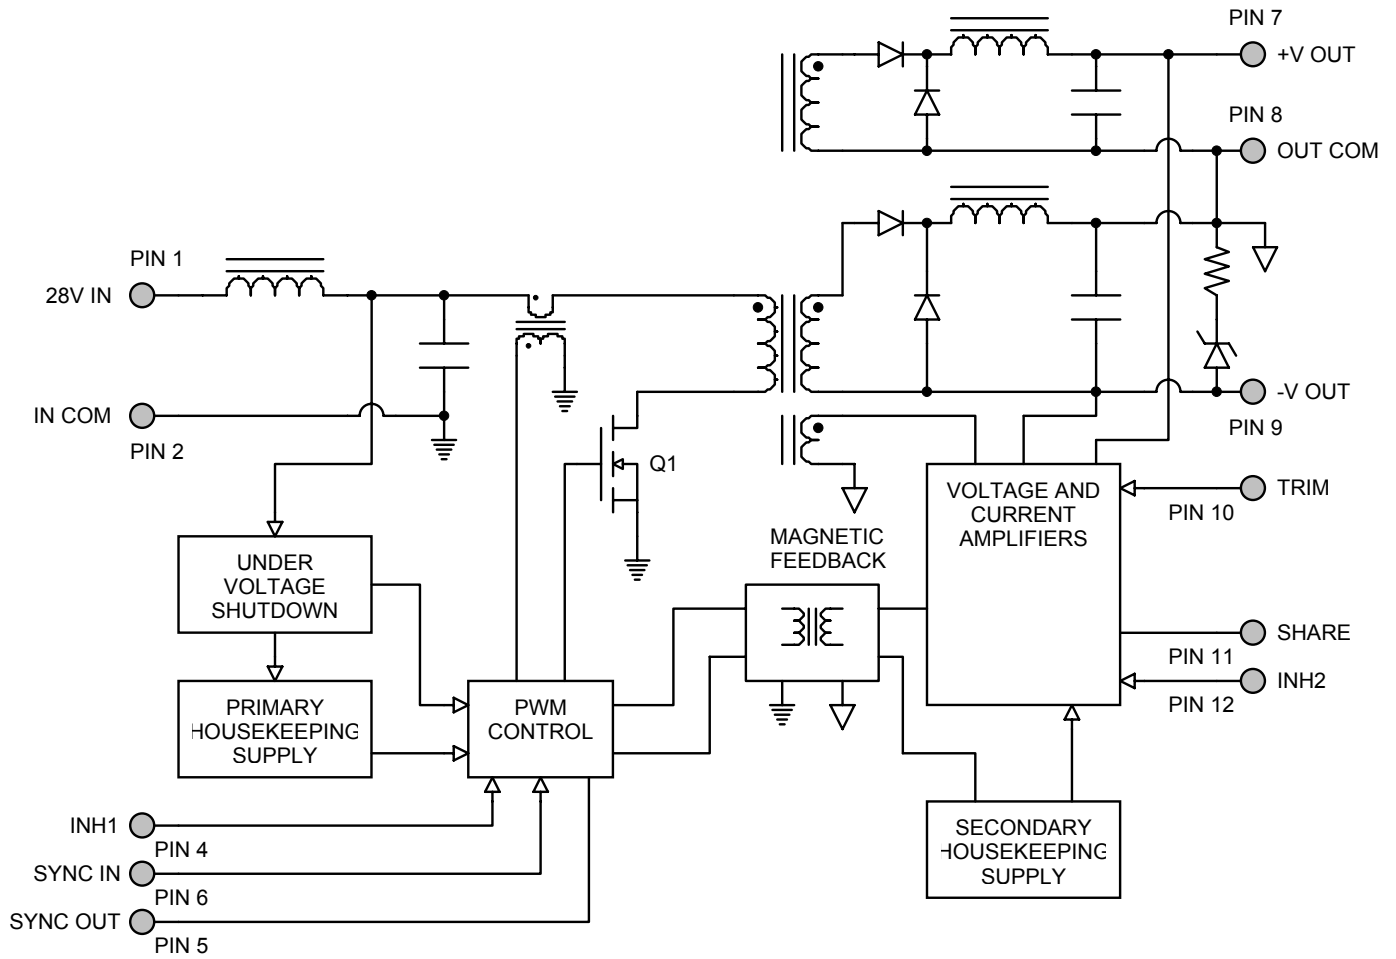 PIN 7
+V OUT
PIN 8
OUT COM
PIN 1
28V IN
IN COM
PIN 2
-V OUT
PIN 9
Q1
VOLTAGE AND
CURRENT
AMPLIFIERS
TRIM
PIN 10
MAGNETIC
FEEDBACK
UNDER
VOLTAGE
SHUTDOWN
SHARE
PIN 11
INH2
PIN 12
PRIMARY
HOUSEKEEPING
SUPPLY
PWM
CONTROL
INH1
PIN 4
SYNC IN
PIN 6
SYNC OUT
PIN 5
SECONDARY
HOUSEKEEPING
SUPPLY